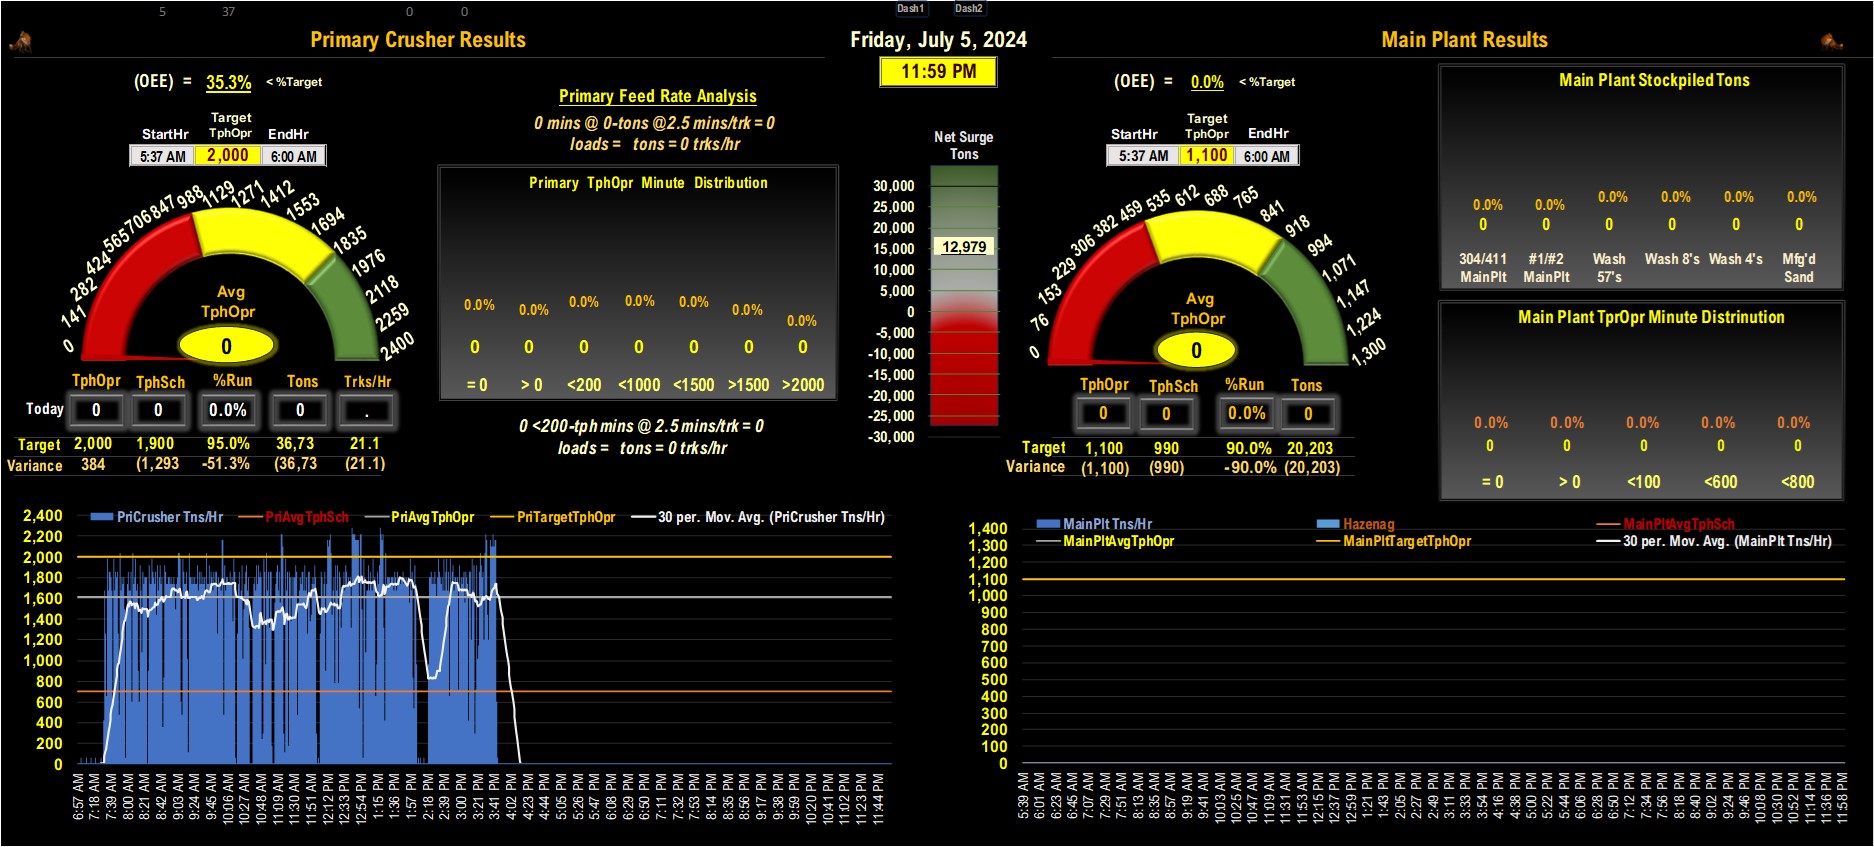 5 37 0 0 Dash1 Dash2
Primary Crusher Results
Friday, July 5, 2024
Main Plant Results
11:59 PM
(OEE) = 35.3% < %Target
Target
StartHr TphOpr EndHr
5:37 AM 2,000 6:00 AM
0 141 282 424 565 706 847 988 1129 1271 1412 1553 1694 1835 1976 2118 2259 2400
Avg
TphOpr
0
TphOpr TphSch %Run Tons Trks/Hr
Today 0 0 0.0% 0 .
Target 2,000 1,900 95.0% 36,73 21.1
Variance 384 (1,293 -51.3% (36,73 (21.1)
Primary Feed Rate Analysis
0 mins @ 0-tons @2.5 mins/trk = 0
loads = tons = 0 trks/hr
Primary TphOpr Minute Distribution
0.0% 0.0% 0.0% 0.0% 0.0% 0.0% 0.0%
0 0 0 0 0 0 0
= 0 > 0 <200 <1000 <1500 >1500 >2000
0 <200-tph mins @ 2.5 mins/trk = 0
loads = tons = 0 trks/hr
Net Surge
Tons
30,000
25,000
20,000
15,000
12,979
10,000
5,000
0
-5,000
-10,000
-15,000
-20,000
-25,000
-30,000
(OEE) = 0.0% < %Target
Target
StartHr TphOpr EndHr
5:37 AM 1,100 6:00 AM
0 76 153 229 306 382 459 535 612 688 765 841 918 994 1,071 1,147 1,224 1,300
Avg
TphOpr
0
TphOpr TphSch %Run Tons
0 0 0.0% 0
Target 1,100 990 90.0% 20,203
Variance (1,100) (990) -90.0% (20,203)
Main Plant Stockpiled Tons
0.0% 0.0% 0.0% 0.0% 0.0% 0.0%
0 0 0 0 0 0
304/411 #1/#2 Wash Wash 8's Wash 4's Mfg'd
MainPlt MainPlt 57's Sand
Main Plant TprOpr Minute Distrinution
0.0% 0.0% 0.0% 0.0% 0.0%
0 0 0 0 0
= 0 > 0 <100 <600 <800
PriCrusher Tns/Hr PriAvgTphSch PriAvgTphOpr PriTargetTphOpr 30 per. Mov. Avg. (PriCrusher Tns/Hr)
2,400
2,200
2,000
1,800
1,600
1,400
1,200
1,000
800
600
400
200
0
6:57 AM 7:18 AM 7:39 AM 8:00 AM 8:21 AM 8:42 AM 9:03 AM 9:24 AM 9:45 AM 10:06 AM 10:27 AM 10:48 AM 11:09 AM 11:30 AM 11:51 AM 12:12 PM 12:33 PM 12:54 PM 1:15 PM 1:36 PM 1:57 PM 2:18 PM 2:39 PM 3:00 PM 3:21 PM 3:41 PM 4:02 PM 4:23 PM 4:44 PM 5:05 PM 5:26 PM 5:47 PM 6:08 PM 6:29 PM 6:50 PM 7:11 PM 7:32 PM 7:53 PM 8:14 PM 8:35 PM 8:56 PM 9:17 PM 9:38 PM 9:59 PM 10:20 PM 10:41 PM 11:02 PM 11:23 PM 11:44 PM
MainPlt Tns/Hr Hazenag MainPltAvgTphSch
MainPltAvgTphOpr MainPltTargetTphOpr 30 per. Mov. Avg. (MainPlt Tns/Hr)
1,400
1,300
1,200
1,100
1,000
900
800
700
600
500
400
300
200
100
0
5:39 AM 6:01 AM 6:23 AM 6:45 AM 7:07 AM 7:29 AM 7:51 AM 8:13 AM 8:35 AM 8:57 AM 9:19 AM 9:41 AM 10:03 AM 10:25 AM 10:47 AM 11:09 AM 11:31 AM 11:53 AM 12:15 PM 12:37 PM 12:59 PM 1:21 PM 1:43 PM 2:05 PM 2:27 PM 2:49 PM 3:11 PM 3:33 PM 3:54 PM 4:16 PM 4:38 PM 5:00 PM 5:22 PM 5:44 PM 6:06 PM 6:28 PM 6:50 PM 7:12 PM 7:34 PM 7:56 PM 8:18 PM 8:40 PM 9:02 PM 9:24 PM 9:46 PM 10:08 PM 10:30 PM 10:52 PM 11:14 PM 11:36 PM 11:58 PM